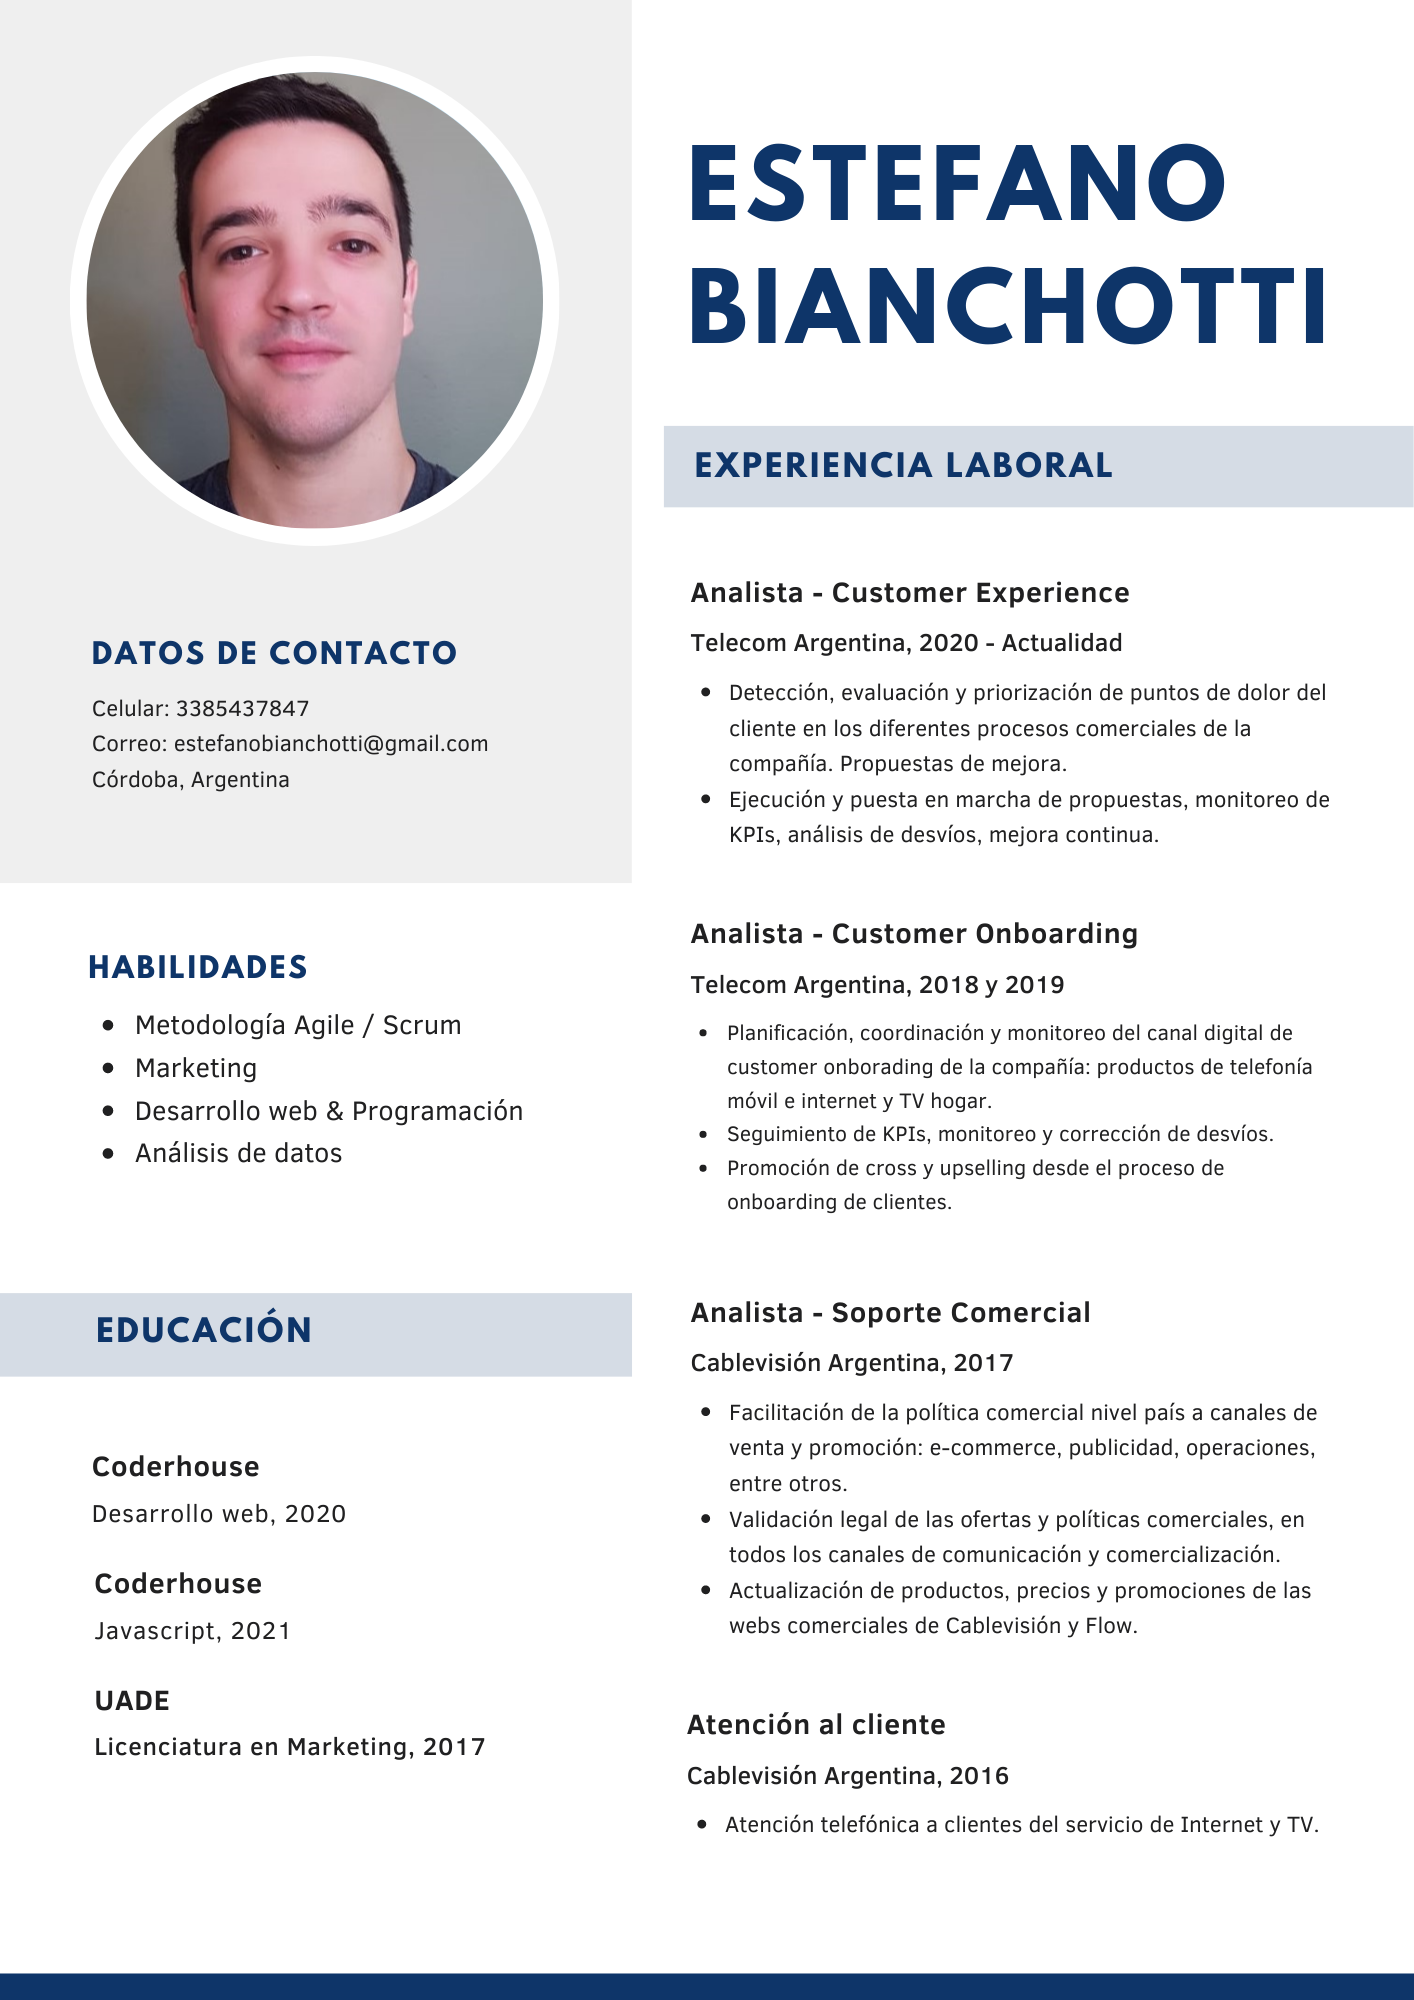 ESTEFANO
BIANCHOTTI
DATOS DE CONTACTO
Celular: 3385437847
Correo: estefanobianchotti@gmail.com
Córdoba, Argentina
HABILIDADES
• Metodología Agile / Scrum
• Marketing
• Desarrollo web & Programación
• Análisis de datos
EDUCACIÓN
Coderhouse
Desarrollo web, 2020
Coderhouse
Javascript, 2021
UADE
Licenciatura en Marketing, 2017
EXPERIENCIA LABORAL
Analista - Customer Experience
Telecom Argentina, 2020 - Actualidad
• Detección, evaluación y priorización de puntos de dolor del
cliente en los diferentes procesos comerciales de la
compañía. Propuestas de mejora.
• Ejecución y puesta en marcha de propuestas, monitoreo de
KPIs, análisis de desvíos, mejora continua.
Analista - Customer Onboarding
Telecom Argentina, 2018 y 2019
• Planificación, coordinación y monitoreo del canal digital de
customer onborading de la compañía: productos de telefonía
móvil e internet y TV hogar.
• Seguimiento de KPIs, monitoreo y corrección de desvíos.
• Promoción de cross y upselling desde el proceso de
onboarding de clientes.
Analista - Soporte Comercial
Cablevisión Argentina, 2017
• Facilitación de la política comercial nivel país a canales de
venta y promoción: e-commerce, publicidad, operaciones,
entre otros.
• Validación legal de las ofertas y políticas comerciales, en
todos los canales de comunicación y comercialización.
• Actualización de productos, precios y promociones de las
webs comerciales de Cablevisión y Flow.
Atención al cliente
Cablevisión Argentina, 2016
• Atención telefónica a clientes del servicio de Internet y TV.